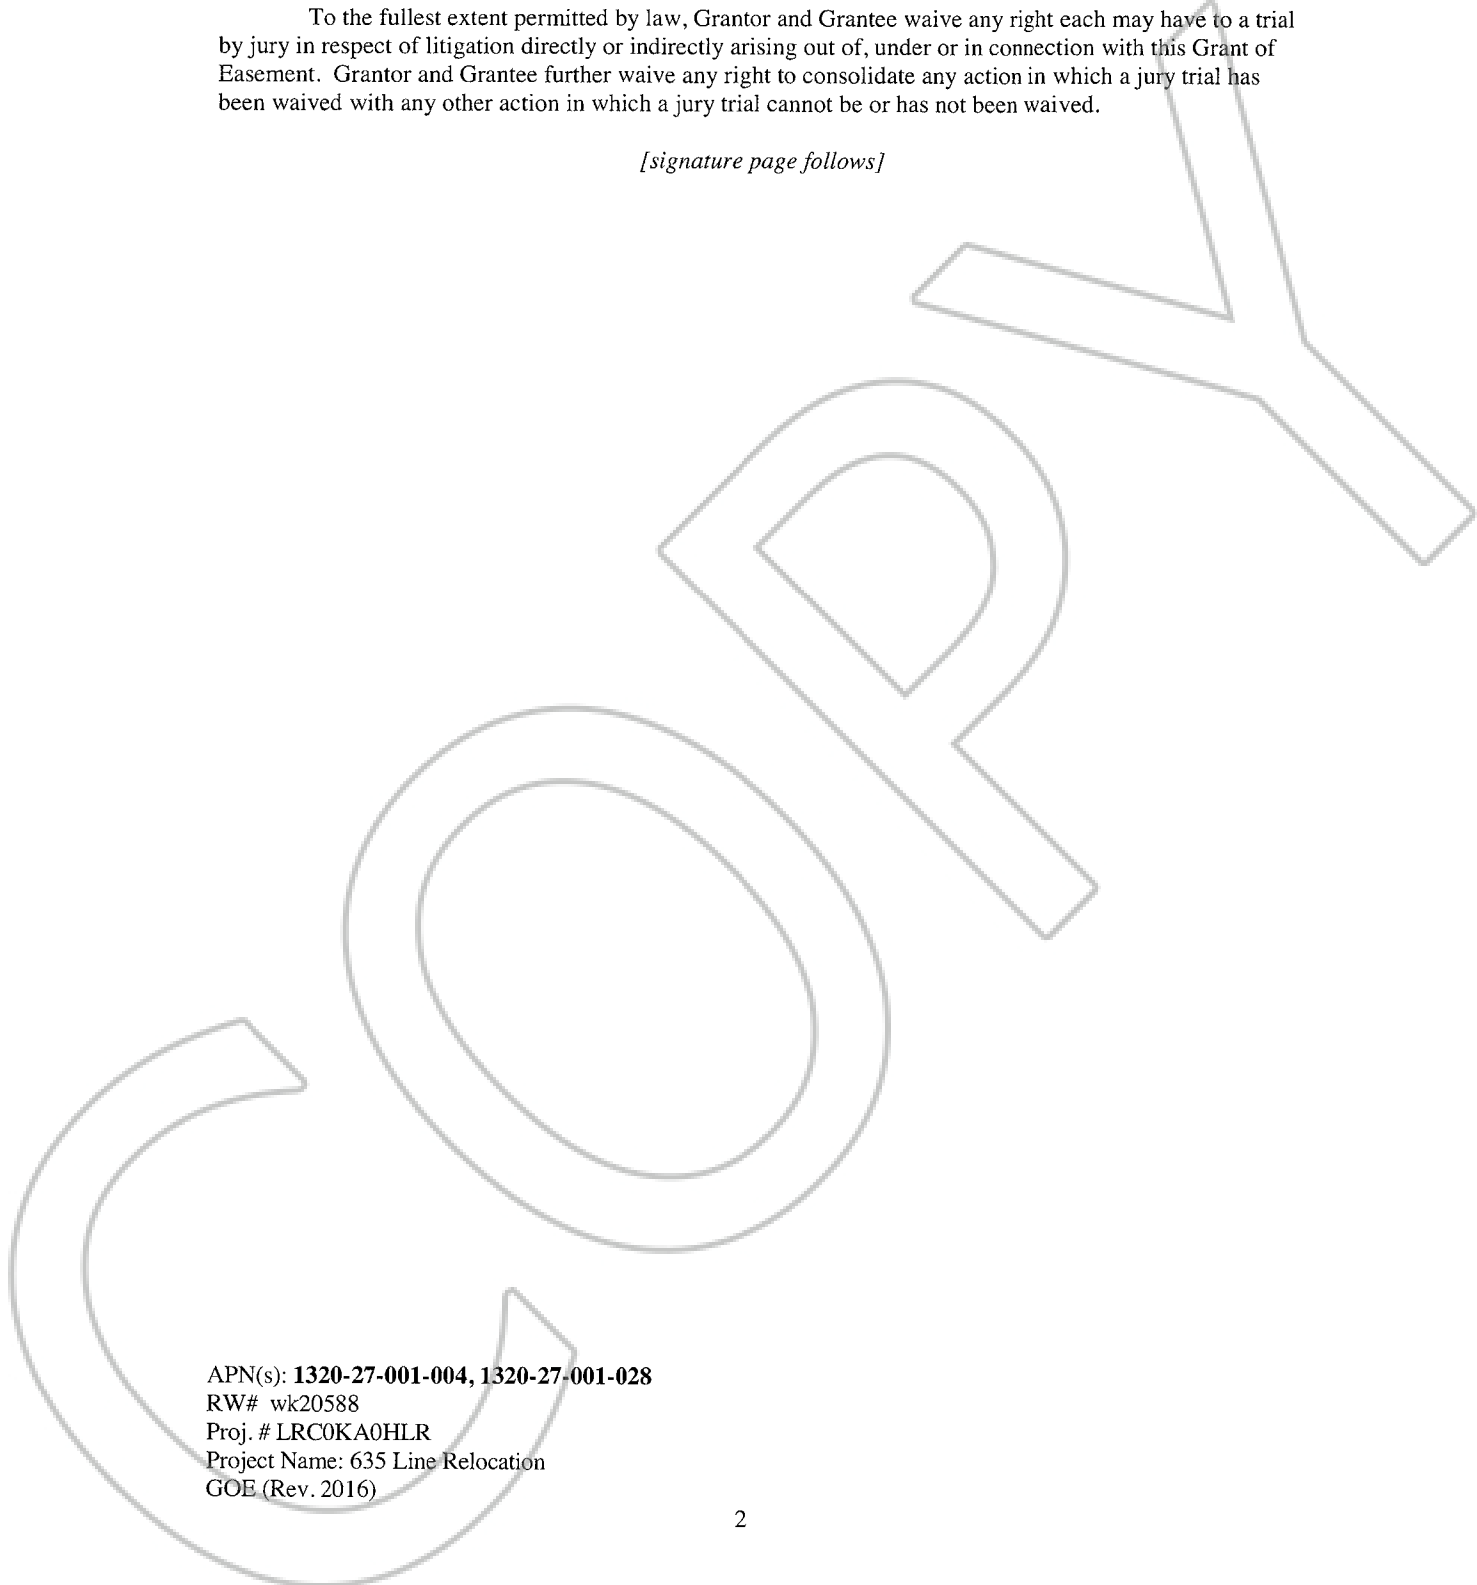 To the fullest extent permitted by law, Grantor and Grantee waive any right each may have to a trial
by jury in respect of litigation directly or indirectly arising out of, under or in connection with this Grant of
Easement. Grantor and Grantee further waive any right to consolidate any action in which a jury trial has
been waived with any other action in which a jury trial cannot be or has not been waived.
[signature page follows]
COPY
APN(s): 1320-27-001-004, 1320-27-001-028
RW# wk20588
Proj. # LRC0KA0HLR
Project Name: 635 Line Relocation
GOE (Rev. 2016)
2